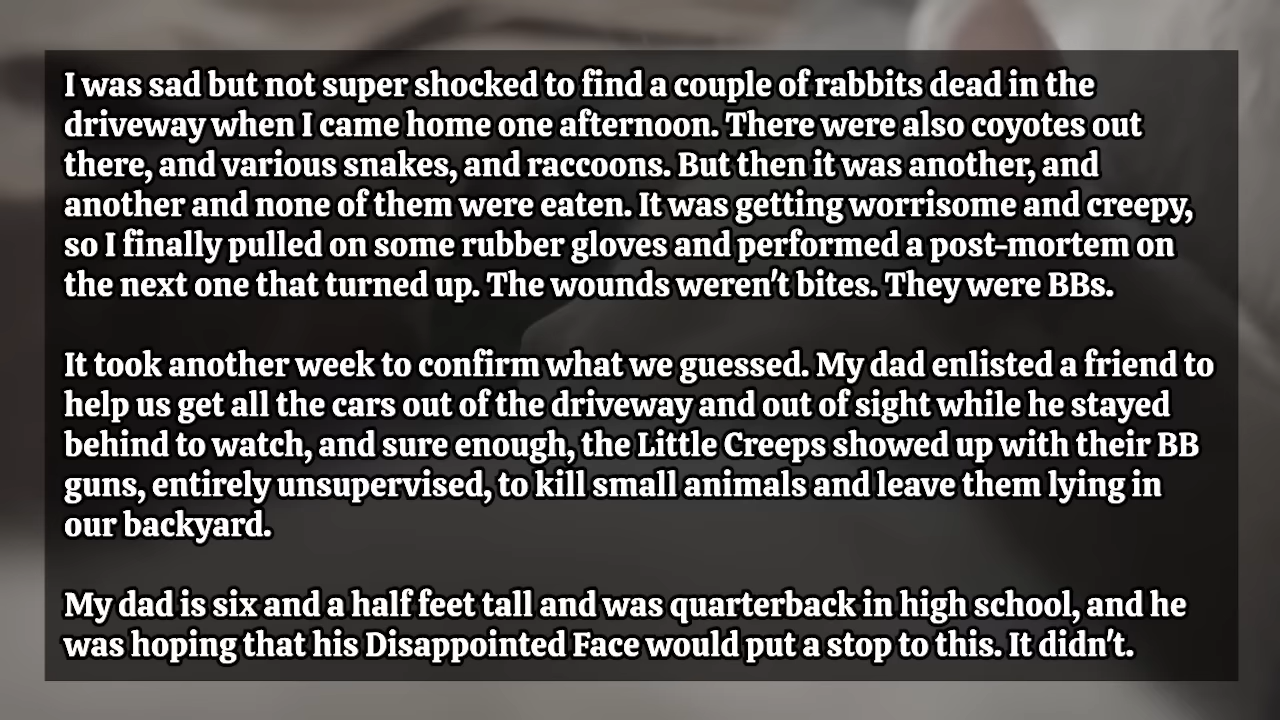 I was sad but not super shocked to find a couple of rabbits dead in the
driveway when I came home one afternoon. There were also coyotes out
there, and various snakes, and raccoons. But then it was another, and
another and none of them were eaten. It was getting worrisome and creepy,
so I finally pulled on some rubber gloves and performed a post-mortem on
the next one that turned up. The wounds weren't bites. They were BBs.
It took another week to confirm what we guessed. My dad enlisted a friend to
help us get all the cars out of the driveway and out of sight while he stayed
behind to watch, and sure enough, the Little Creeps showed up with their BB
guns, entirely unsupervised, to kill small animals and leave them lying in
our backyard.
My dad is six and a half feet tall and was quarterback in high school, and he
was hoping that his Disappointed Face would put a stop to this. It didn't.